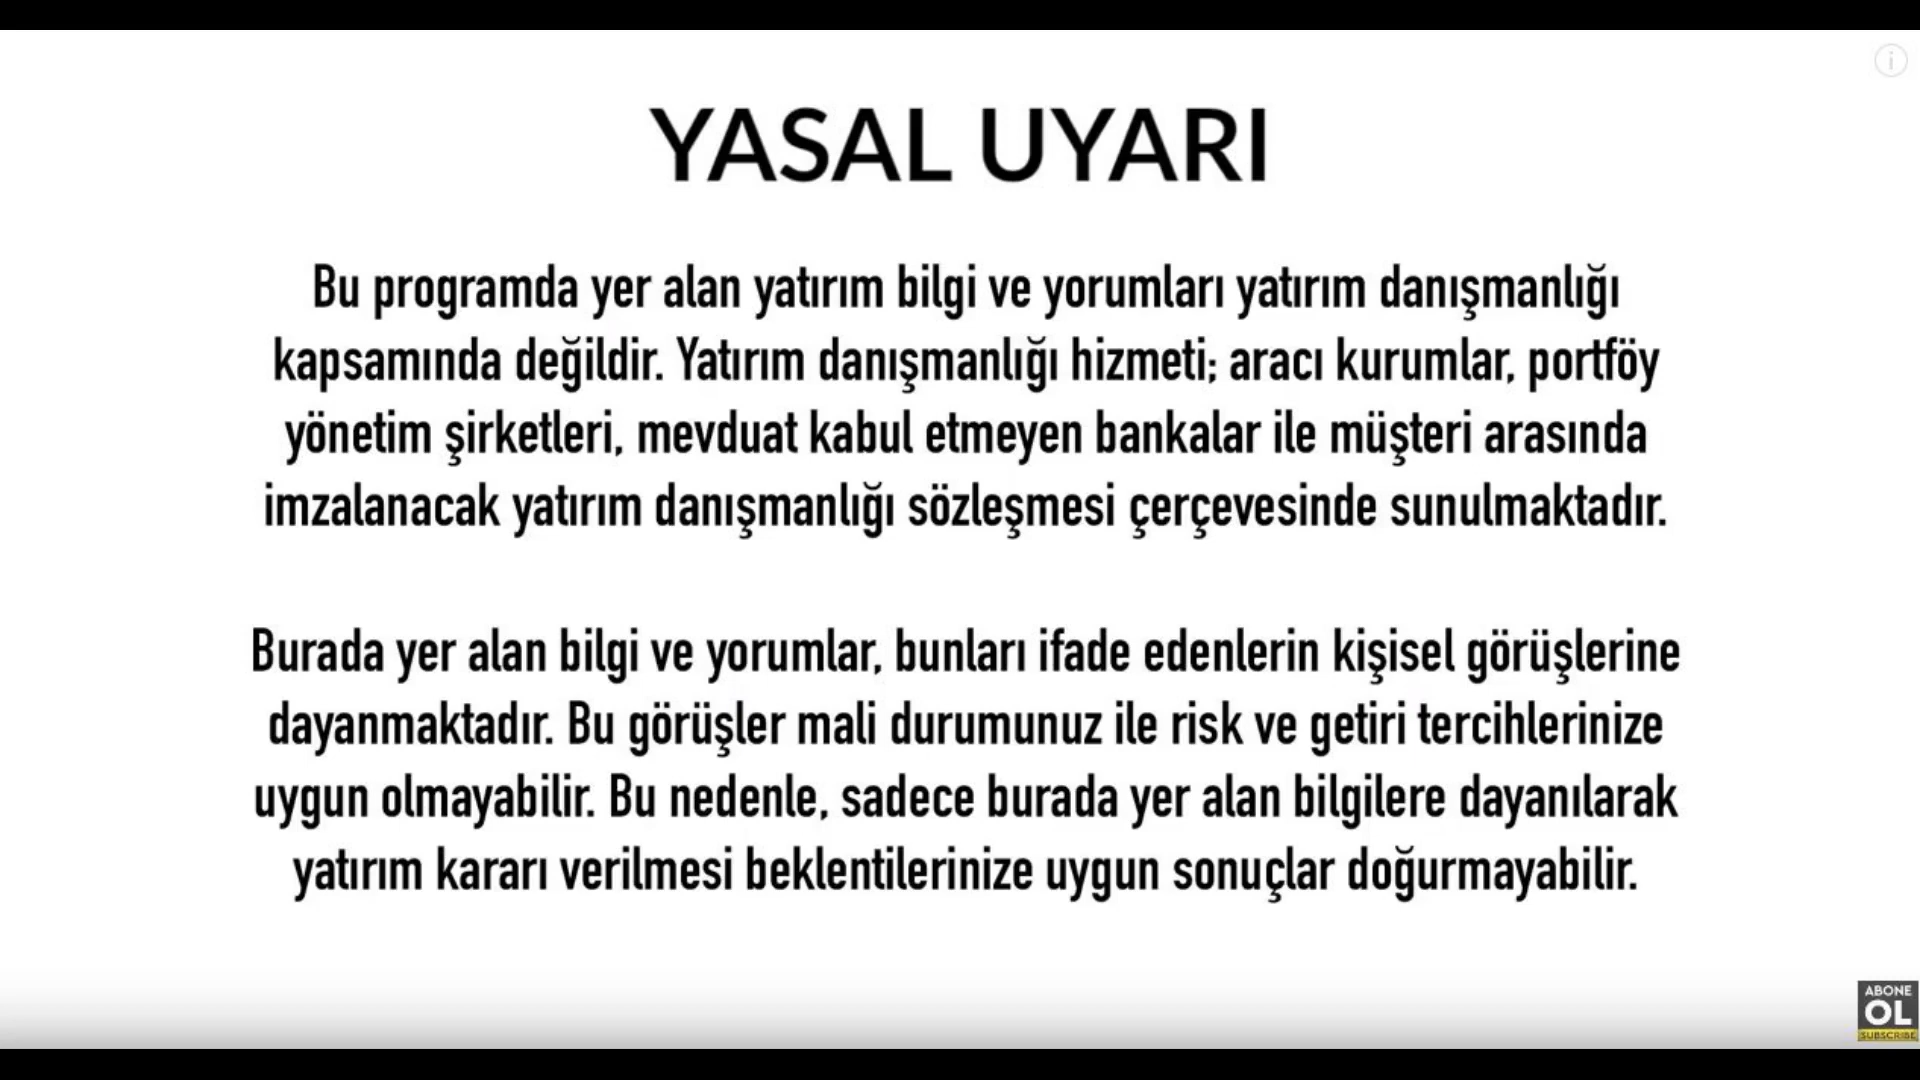 YASAL UYARI
Bu programda yer alan yatırım bilgi ve yorumları yatırım danışmanlığı
kapsamında değildir. Yatırım danışmanlığı hizmeti; aracı kurumlar, portföy
yönetim şirketleri, mevduat kabul etmeyen bankalar ile müşteri arasında
imzalanacak yatırım danışmanlığı sözleşmesi çerçevesinde sunulmaktadır.
Burada yer alan bilgi ve yorumlar, bunları ifade edenlerin kişisel görüşlerine
dayanmaktadır. Bu görüşler mali durumunuz ile risk ve getiri tercihlerinize
uygun olmayabilir. Bu nedenle, sadece burada yer alan bilgilere dayanılarak
yatırım kararı verilmesi beklentilerinize uygun sonuçlar doğurmayabilir.
ABONE
OL
SUBSCRIBE